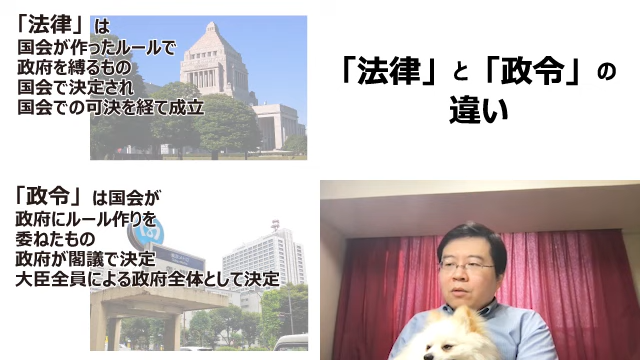 「法律」は
国会が作ったルールで
政府を縛るもの
国会で決定され
国会での可決を経て成立
「政令」は国会が
政府にルール作りを
委ねたもの
政府が閣議で決定
大臣全員による政府全体として決定
「法律」と「政令」の
違い